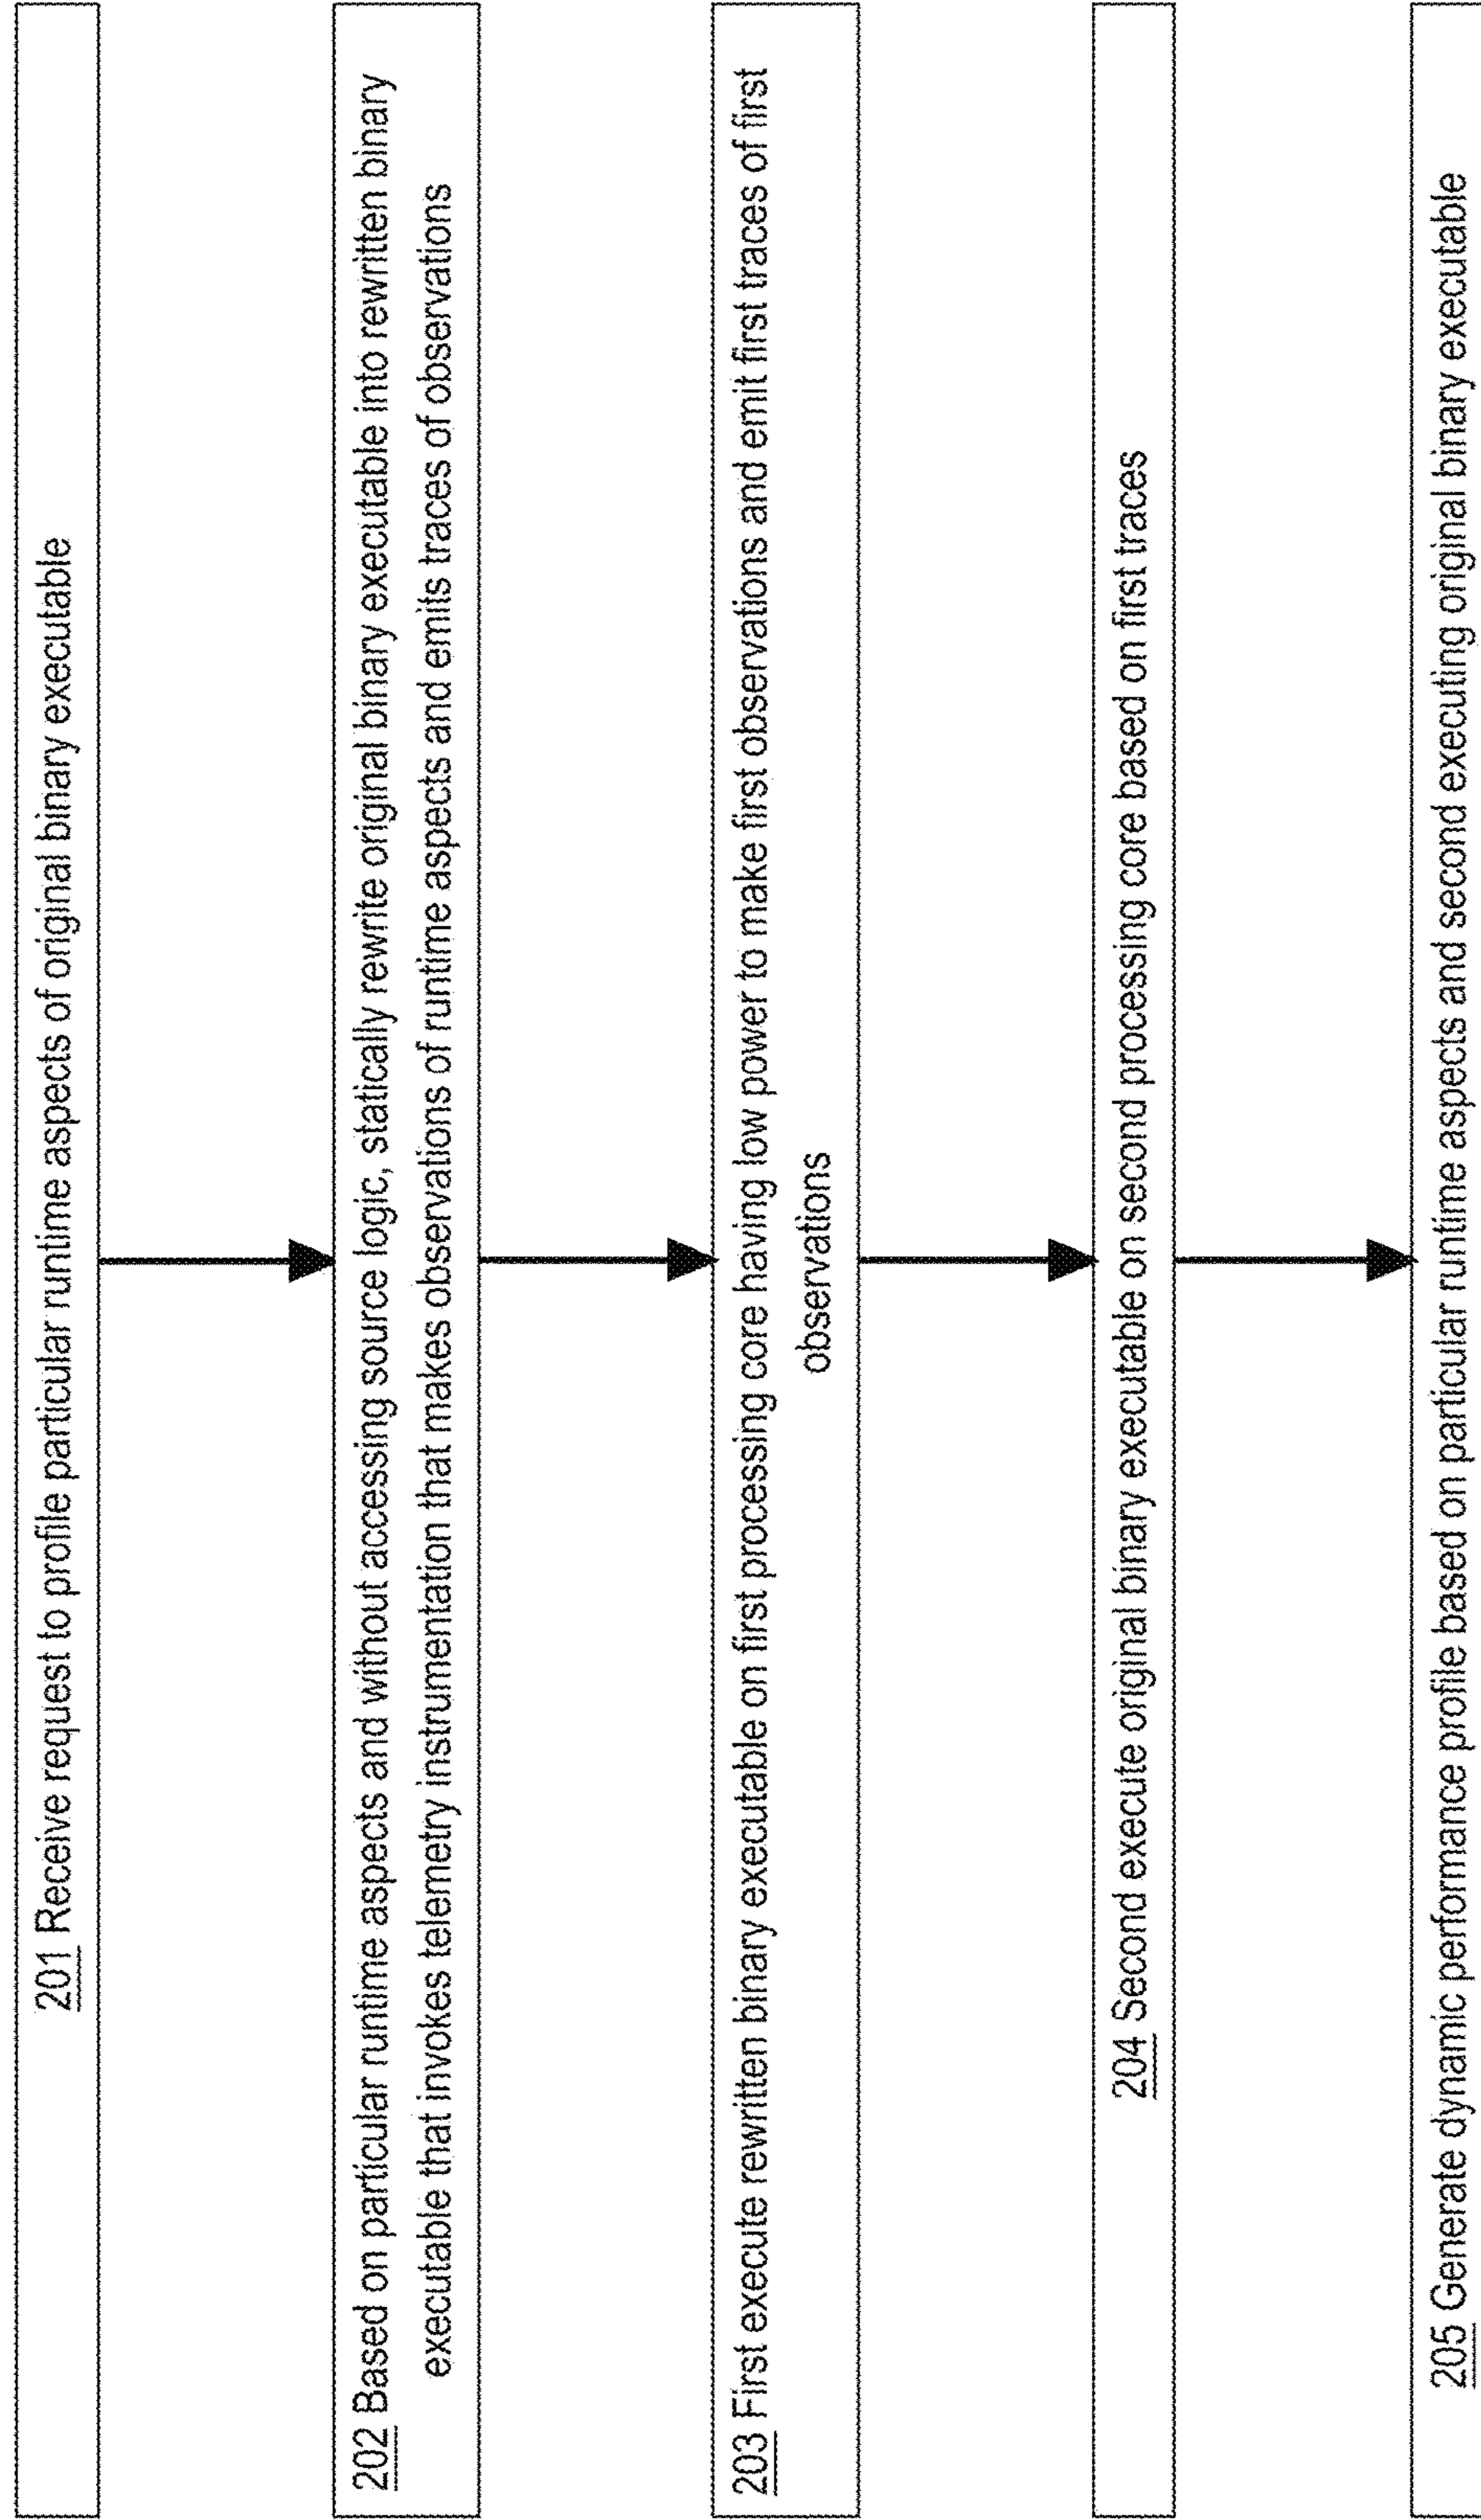 201 Receive request to profile particular runtime aspects of original binary executable
202 Based on particular runtime aspects and without accessing source logic, statically rewrite original binary executable into rewritten binary
executable that invokes telemetry instrumentation that makes observations of runtime aspects and emits traces of observations
203 First execute rewritten binary executable on first processing core having low power to make first observations and emit first traces of first
observations
204 Second execute original binary executable on second processing core based on first traces
205 Generate dynamic performance profile based on particular runtime aspects and second executing original binary executable